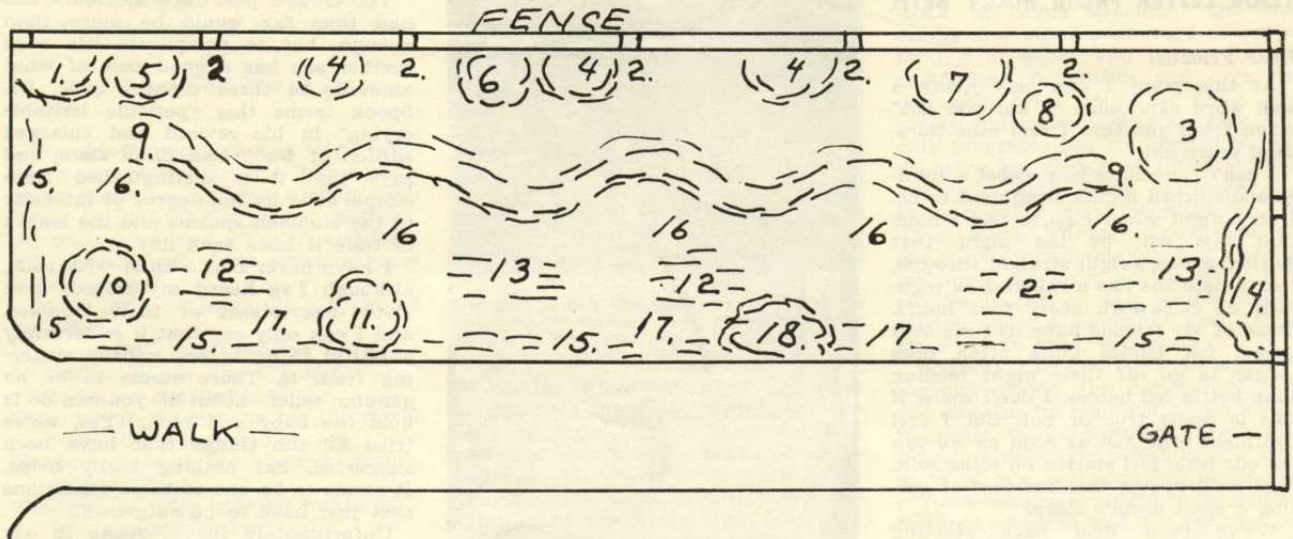 FENCE
1. 5 2 4 2. 6 4 2. 4 2. 7 8 2. 3
9. 9.
15. 16. 16 16 16 16.
10 12 13 12 12 13 14.
15 15. 17. 11. 15. 17. 18. 17 15
WALK GATE